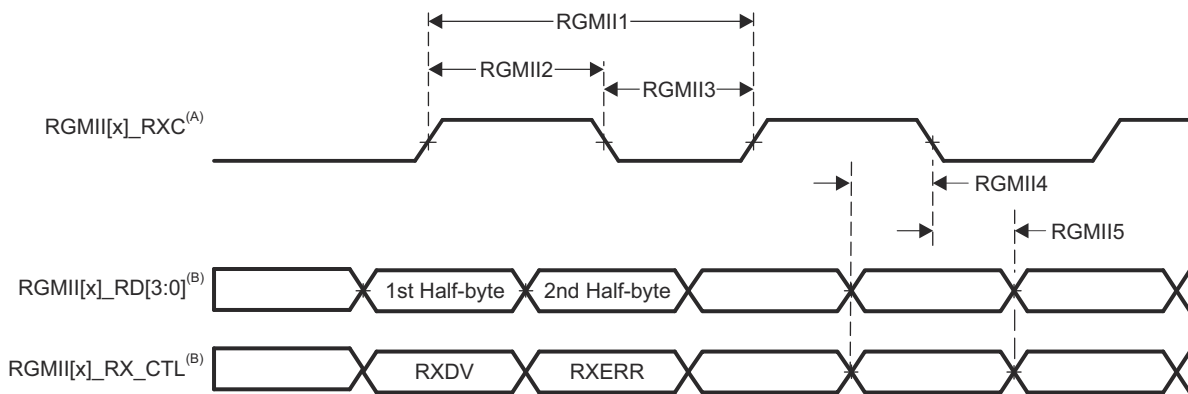 RGMII1
RGMII2
RGMII3
RGMII[x]_RXC(A)
RGMII4
RGMII5
RGMII[x]_RD[3:0](B)
1st Half-byte
2nd Half-byte
RGMII[x]_RX_CTL(B)
RXDV
RXERR